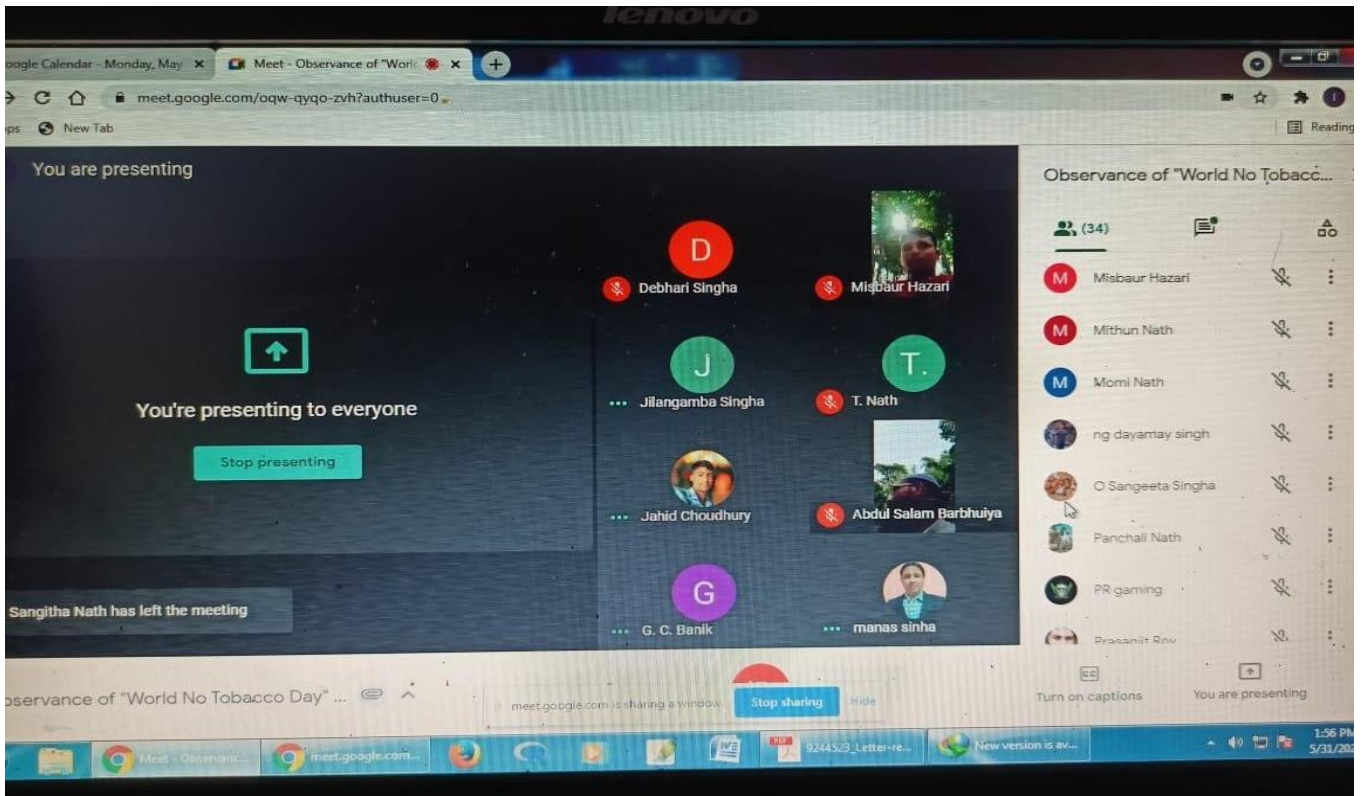 lenovo
oogle Calendar - Monday, May
Meet - Observance of "Worl
meet.google.com/oqw-qyqo-zvh?authuser=0
ps
New Tab
Reading
You are presenting
Observance of "World No Tobacc...
(34)
D
Debhari Singha
Misbaur Hazari
M
Misbaur Hazari
M
Mithun Nath
J
Jilangamba Singha
T.
T. Nath
M
Momi Nath
You're presenting to everyone
ng dayamay singh
Stop presenting
O Sangeeta Singha
Jahid Choudhury
Abdul Salam Barbhuiya
Panchali Nath
G
G. C. Banik
manas sinha
PR gaming
Sangitha Nath has left the meeting
Prasanjit Roy
bservance of "World No Tobacco Day" ...
meet.google.com is sharing a window.
Stop sharing
Hide
CC
Turn on captions
You are presenting
Meet - Observanc...
meet.google.com...
PDF
9244523_Letter-re...
New version is av...
1:56 PM
5/31/202